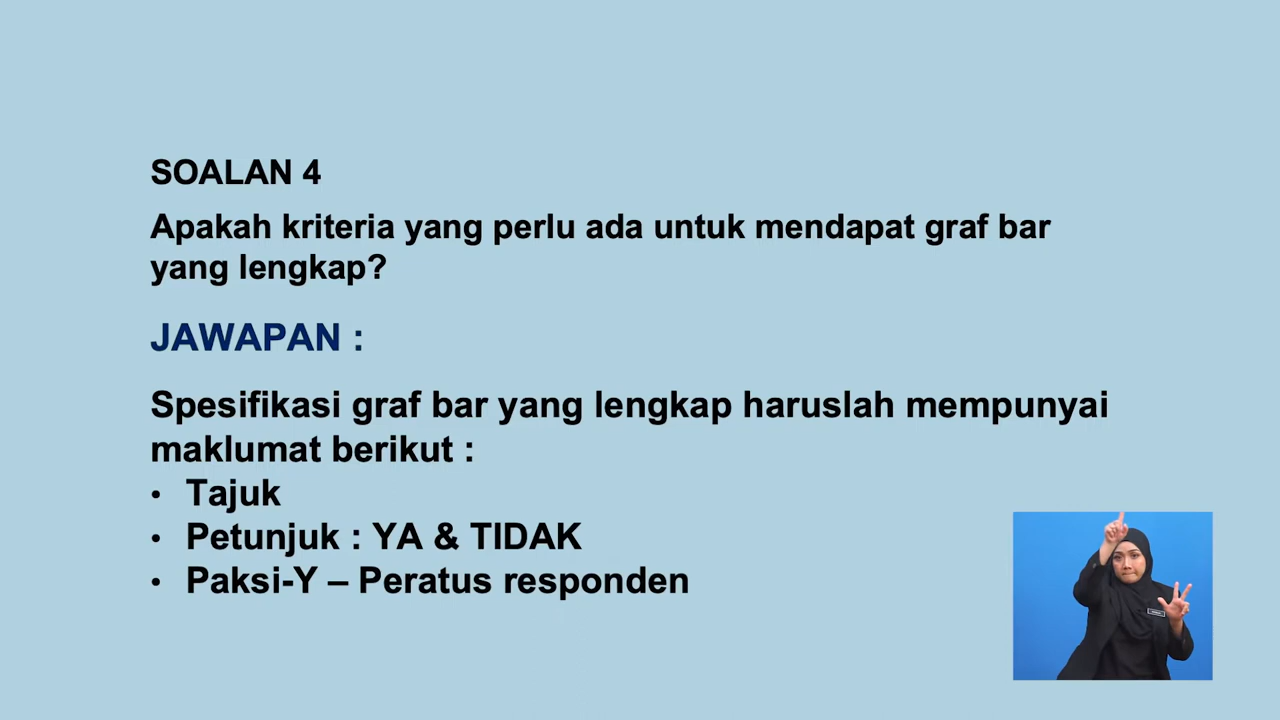 SOALAN 4
Apakah kriteria yang perlu ada untuk mendapat graf bar
yang lengkap?
JAWAPAN :
Spesifikasi graf bar yang lengkap haruslah mempunyai
maklumat berikut :
• Tajuk
• Petunjuk : YA & TIDAK
• Paksi-Y – Peratus responden